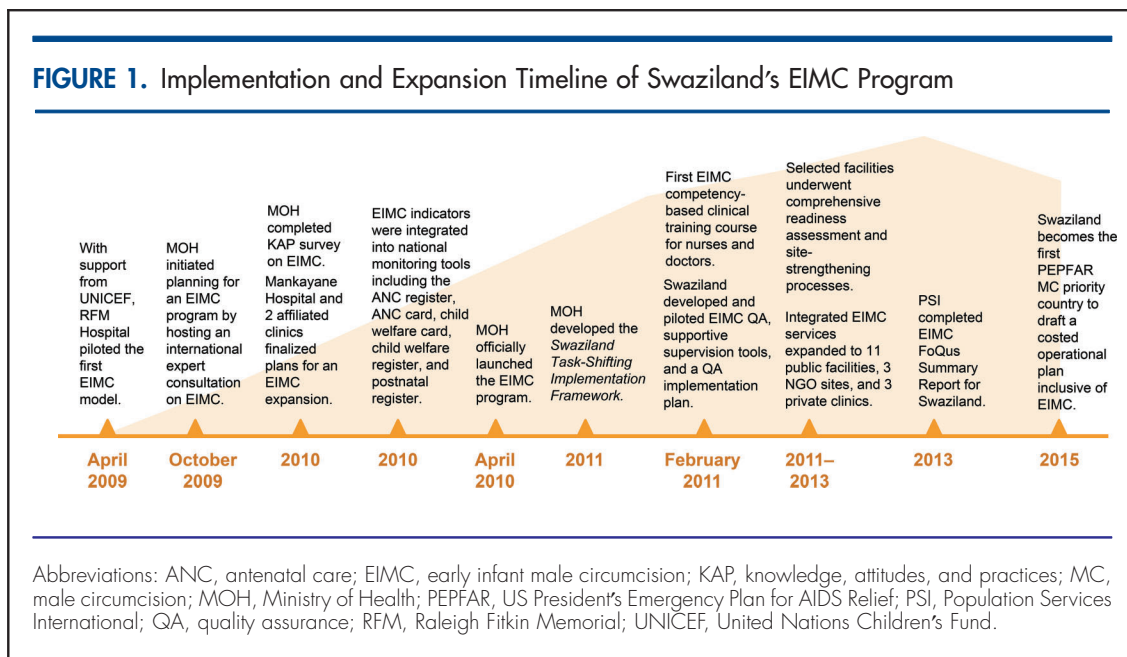 FIGURE 1. Implementation and Expansion Timeline of Swaziland's EIMC Program
With
support
from
UNICEF,
RFM
Hospital
piloted the
first
EIMC
model.
April
2009
MOH
initiated
planning for
an EIMC
program by
hosting an
international
expert
consultation
on EIMC.
October
2009
MOH
completed
KAP survey
on EIMC.
Mankayane
Hospital and
2 affiliated
clinics
finalized
plans for an
EIMC
expansion.
2010
EIMC indicators
were integrated
into national
monitoring tools
including the
ANC register,
ANC card, child
welfare card,
child welfare
register, and
postnatal
register.
2010
MOH
officially
launched
the EIMC
program.
April
2010
MOH
developed the
Swaziland
Task-Shifting
Implementation
Framework.
2011
First EIMC
competency-
based clinical
training course
for nurses and
doctors.
Swaziland
developed and
piloted EIMC QA,
supportive
supervision tools,
and a QA
implementation
plan.
February
2011
Selected facilities
underwent
comprehensive
readiness
assessment and
site-
strengthening
processes.
Integrated EIMC
services
expanded to 11
public facilities, 3
NGO sites, and 3
private clinics.
2011–
2013
PSI
completed
EIMC
FoQus
Summary
Report for
Swaziland.
2013
Swaziland
becomes the
first
PEPFAR
MC priority
country to
draft a
costed
operational
plan
inclusive of
EIMC.
2015
Abbreviations: ANC, antenatal care; EIMC, early infant male circumcision; KAP, knowledge, attitudes, and practices; MC,
male circumcision; MOH, Ministry of Health; PEPFAR, US President's Emergency Plan for AIDS Relief; PSI, Population Services
International; QA, quality assurance; RFM, Raleigh Fitkin Memorial; UNICEF, United Nations Children's Fund.